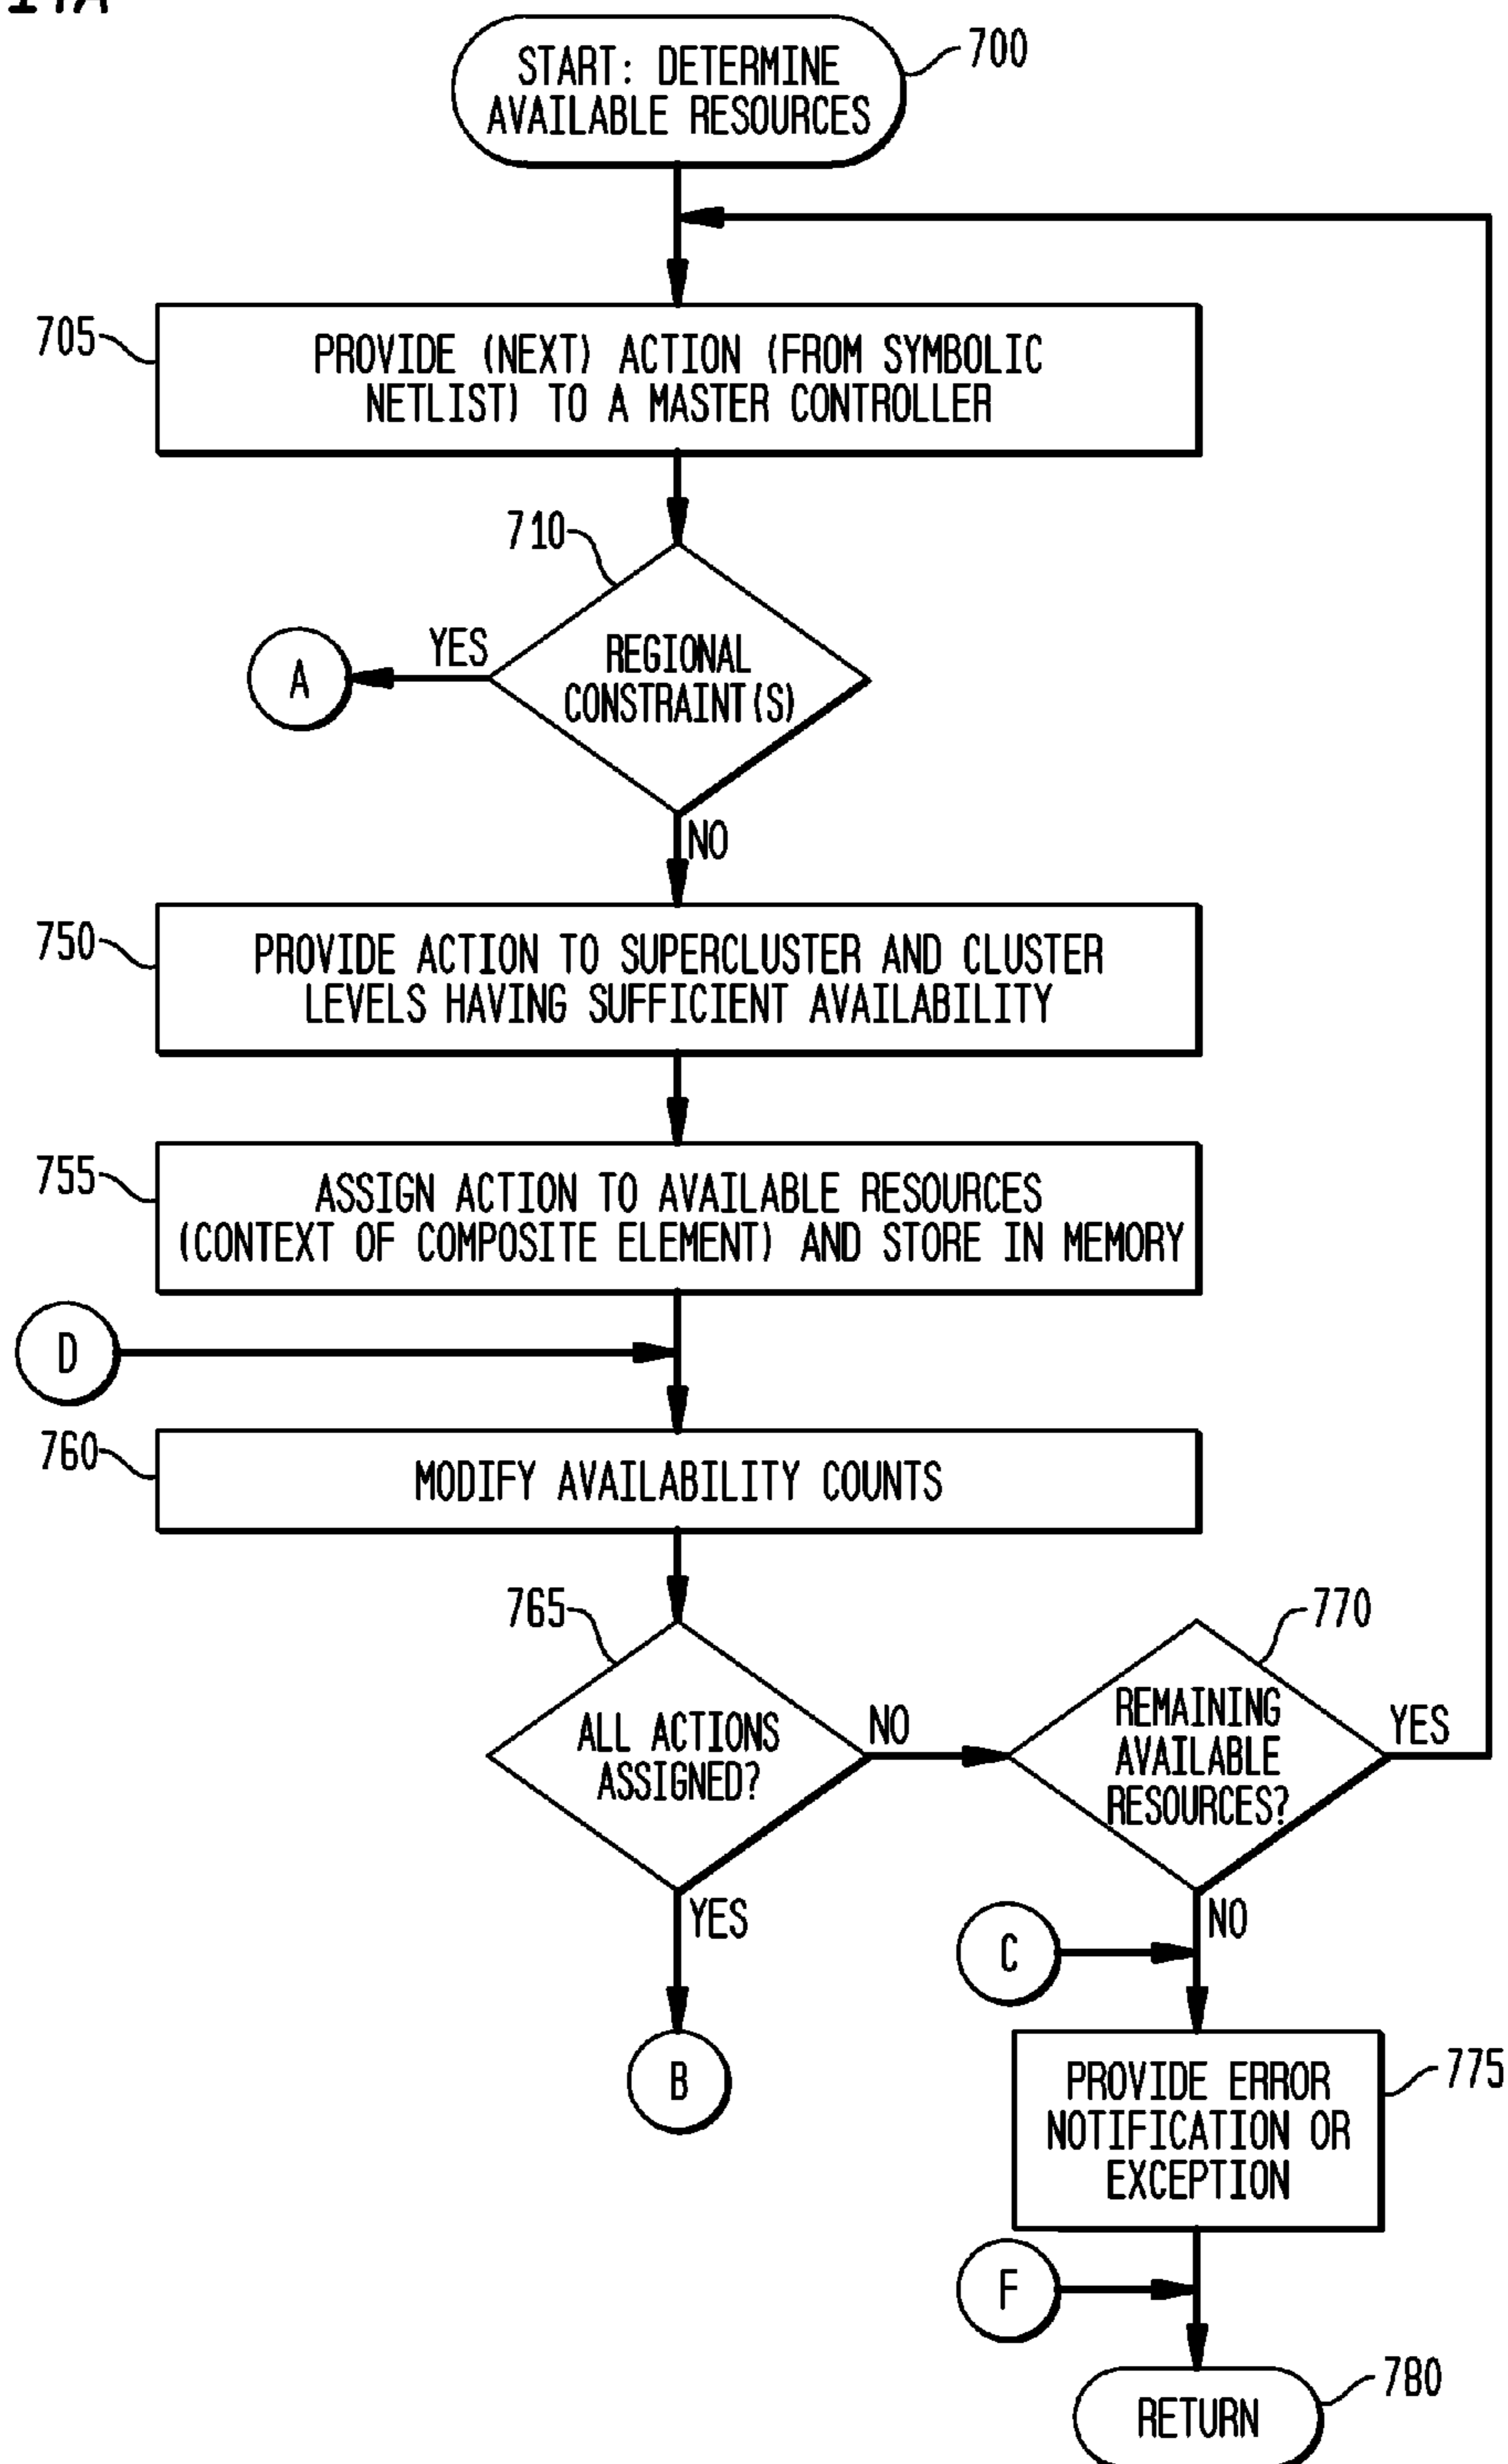 14A
START: DETERMINE
AVAILABLE RESOURCES
700
705
PROVIDE (NEXT) ACTION (FROM SYMBOLIC
NETLIST) TO A MASTER CONTROLLER
710
REGIONAL
CONSTRAINT(S)
YES
A
NO
750
PROVIDE ACTION TO SUPERCLUSTER AND CLUSTER
LEVELS HAVING SUFFICIENT AVAILABILITY
755
ASSIGN ACTION TO AVAILABLE RESOURCES
(CONTEXT OF COMPOSITE ELEMENT) AND STORE IN MEMORY
D
760
MODIFY AVAILABILITY COUNTS
765
ALL ACTIONS
ASSIGNED?
NO
770
REMAINING
AVAILABLE
RESOURCES?
YES
YES
NO
C
B
775
PROVIDE ERROR
NOTIFICATION OR
EXCEPTION
F
780
RETURN